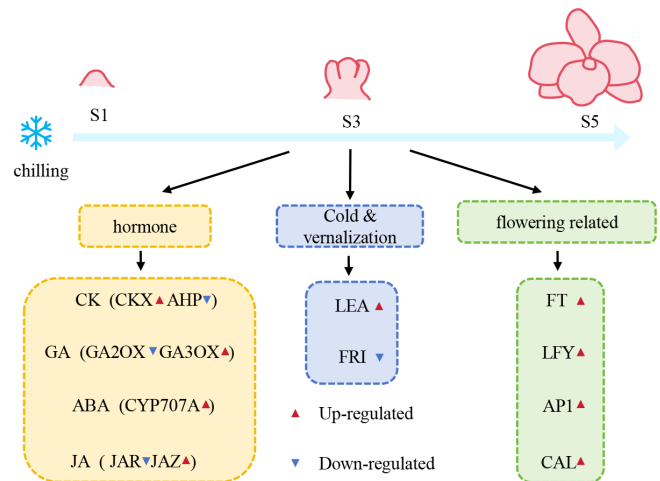 S1
S3
S5
chilling
hormone
Cold &
vernalization
flowering related
CK (CKX▲AHP▼)
GA (GA2OX▼GA3OX▲)
ABA (CYP707A▲)
JA ( JAR▼JAZ▲)
LEA▲
FRI▼
▲ Up-regulated
▼ Down-regulated
FT▲
LFY▲
AP1▲
CAL▲